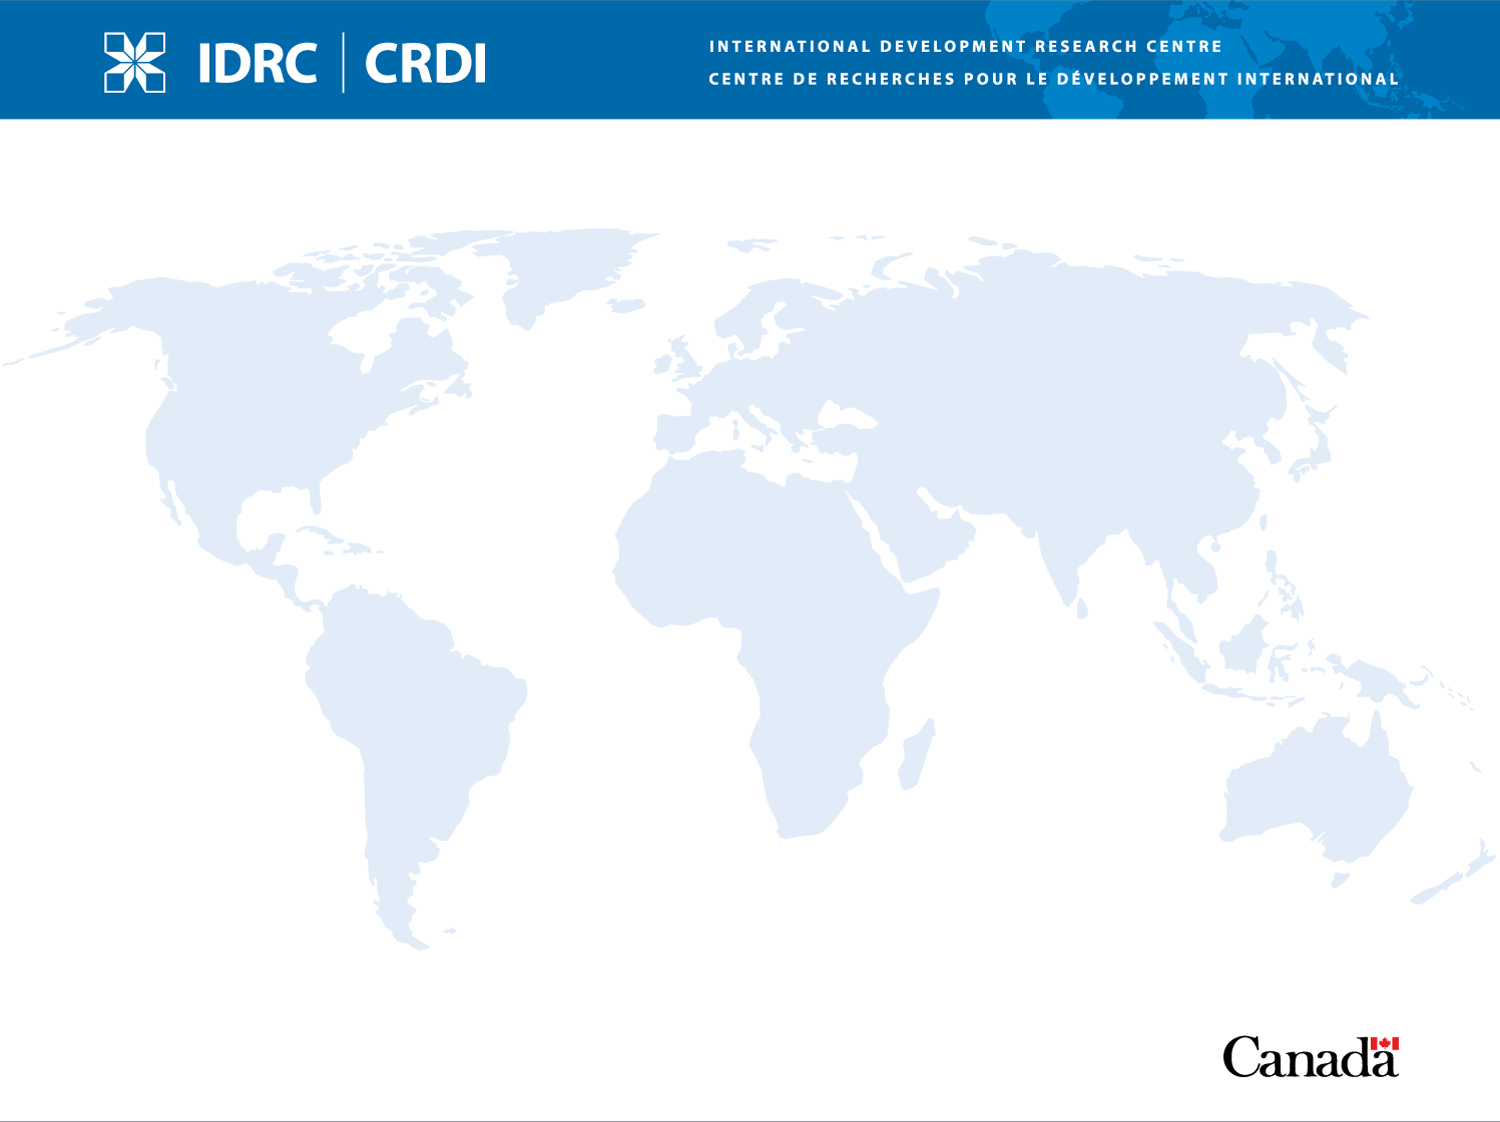 IDRC | CRDI
INTERNATIONAL DEVELOPMENT RESEARCH CENTRE
CENTRE DE RECHERCHES POUR LE DÉVELOPPEMENT INTERNATIONAL
Canada